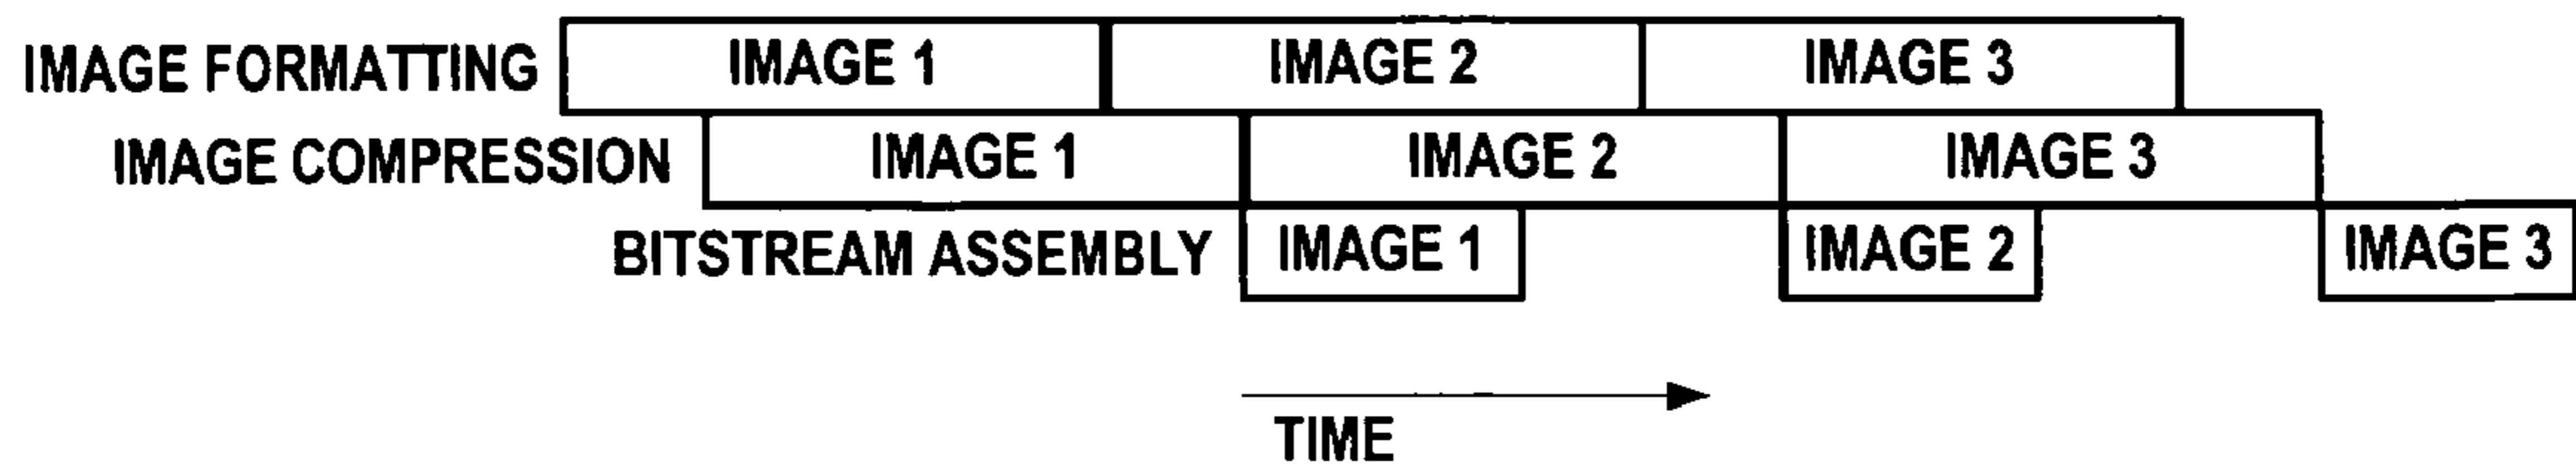 IMAGE FORMATTING IMAGE 1 IMAGE 2 IMAGE 3
IMAGE COMPRESSION IMAGE 1 IMAGE 2 IMAGE 3
BITSTREAM ASSEMBLY IMAGE 1 IMAGE 2 IMAGE 3
TIME